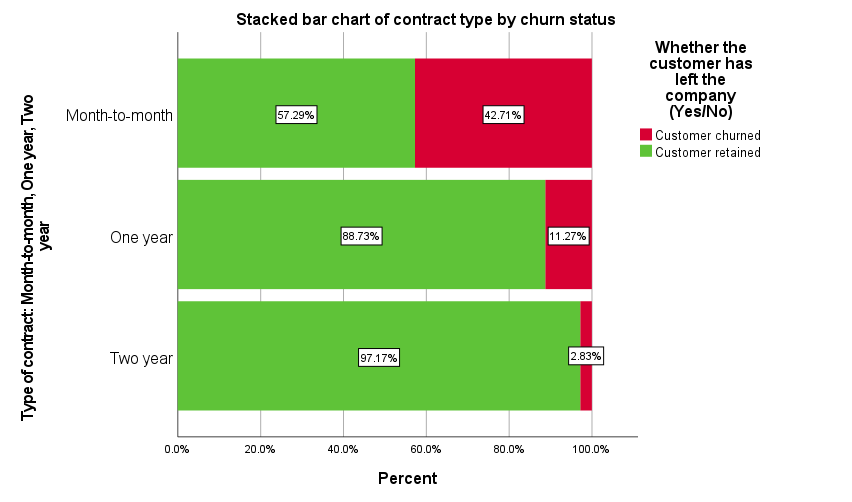 Stacked bar chart of contract type by churn status
Type of contract: Month-to-month, One year, Two
year
Month-to-month
57.29%
42.71%
One year
88.73%
11.27%
Two year
97.17%
2.83%
0.0%
20.0%
40.0%
60.0%
80.0%
100.0%
Percent
Whether the
customer has
left the
company
(Yes/No)
Customer churned
Customer retained